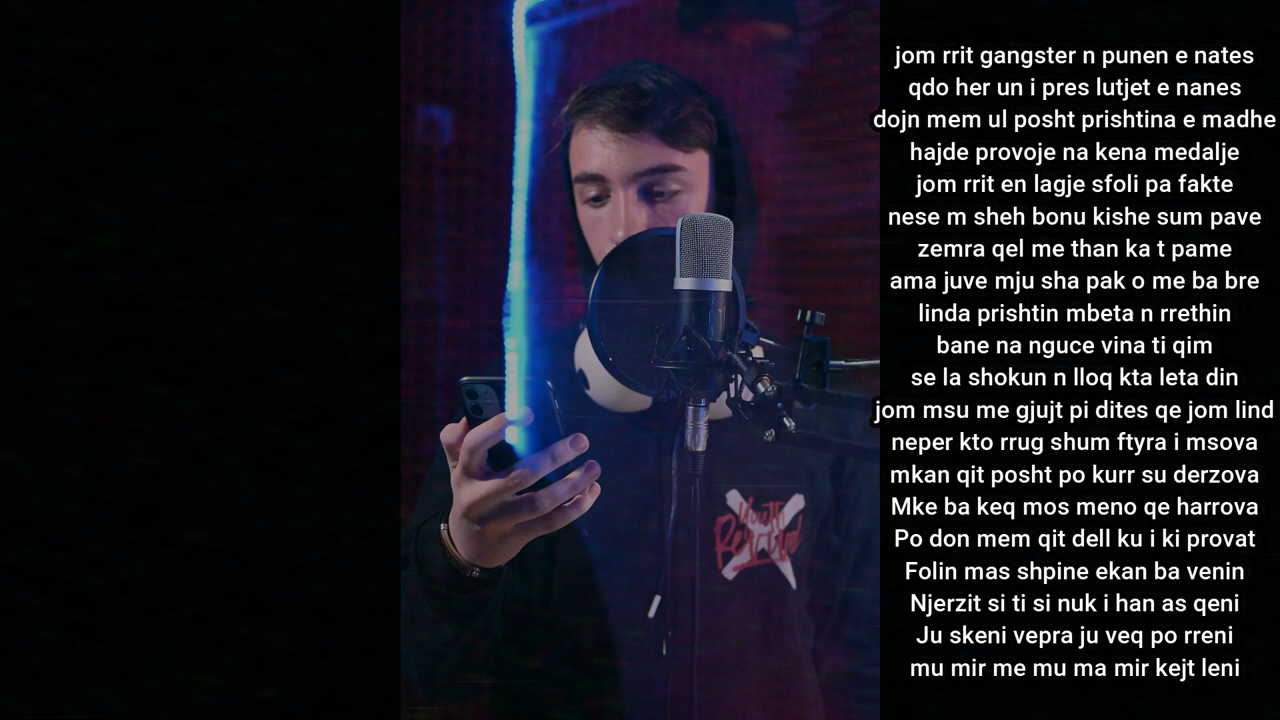 jom rrit gangster n punen e nates
qdo her un i pres lutjet e nanes
dojn mem ul posht prishtina e madhe
hajde provoje na kena medalje
jom rrit en lagje sfoli pa fakte
nese m sheh bonu kishe sum pave
zemra qel me than ka t pame
ama juve mju sha pak o me ba bre
linda prishtin mbeta n rrethin
bane na nguce vina ti qim
se la shokun n lloq kta leta din
jom msu me gjujt pi dites qe jom lind
neper kto rrug shum ftyra i msova
mkan qit posht po kurr su derzova
Mke ba keq mos meno qe harrova
Po don mem qit dell ku i ki provat
Folin mas shpine ekan ba venin
Njerzit si ti si nuk i han as qeni
Ju skeni vepra ju veq po rreni
mu mir me mu ma mir kejt leni